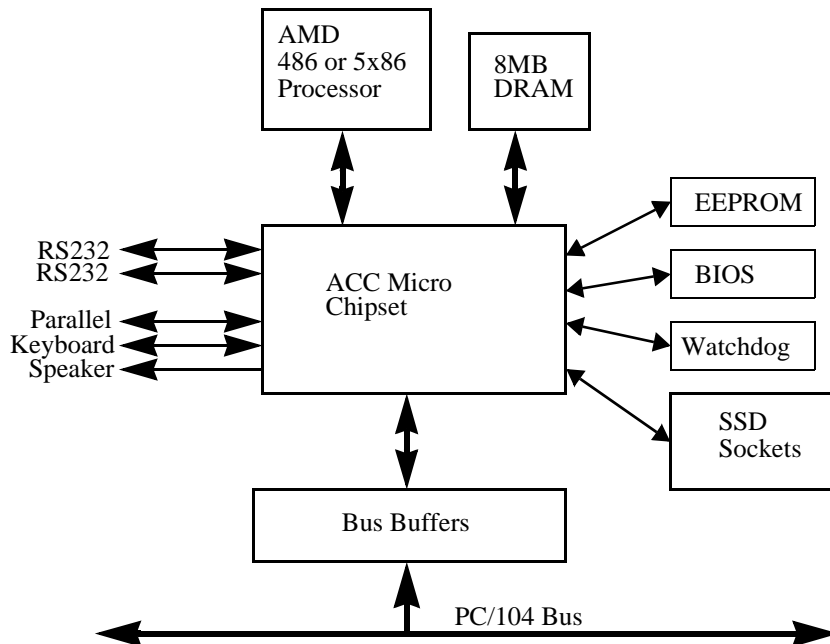 AMD
486 or 5x86
Processor
8MB
DRAM
EEPROM
RS232
RS232
ACC Micro
Chipset
BIOS
Parallel
Keyboard
Speaker
Watchdog
SSD
Sockets
Bus Buffers
PC/104 Bus